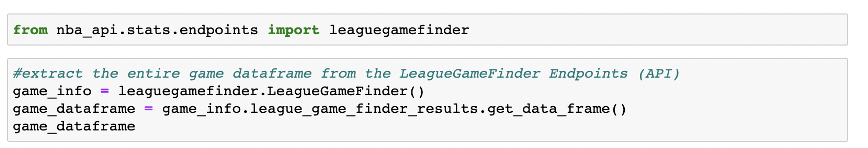 from nba_api.stats.endpoints import leaguegamefinder
#extract the entire game dataframe from the LeagueGameFinder Endpoints (API)
game_info = leaguegamefinder.LeagueGameFinder()
game_dataframe = game_info.league_game_finder_results.get_data_frame()
game_dataframe